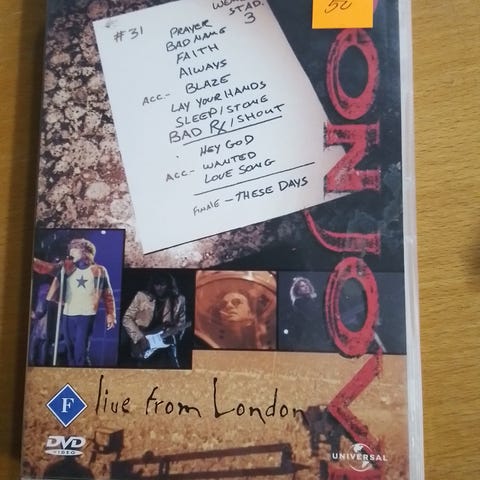 50
#31
WEM
STAD.
3
PRAYER
BAD NAME
FAITH
ALWAYS
ACC.- BLAZE
LAY YOUR HANDS
SLEEP/STONE
BAD RX/SHOUT
HEY GOD
ACC- WANTED
LOVE SONG
FINALE - THESE DAYS
BON JOVI
live from London
F
DVD
VIDEO
UNIVERSAL